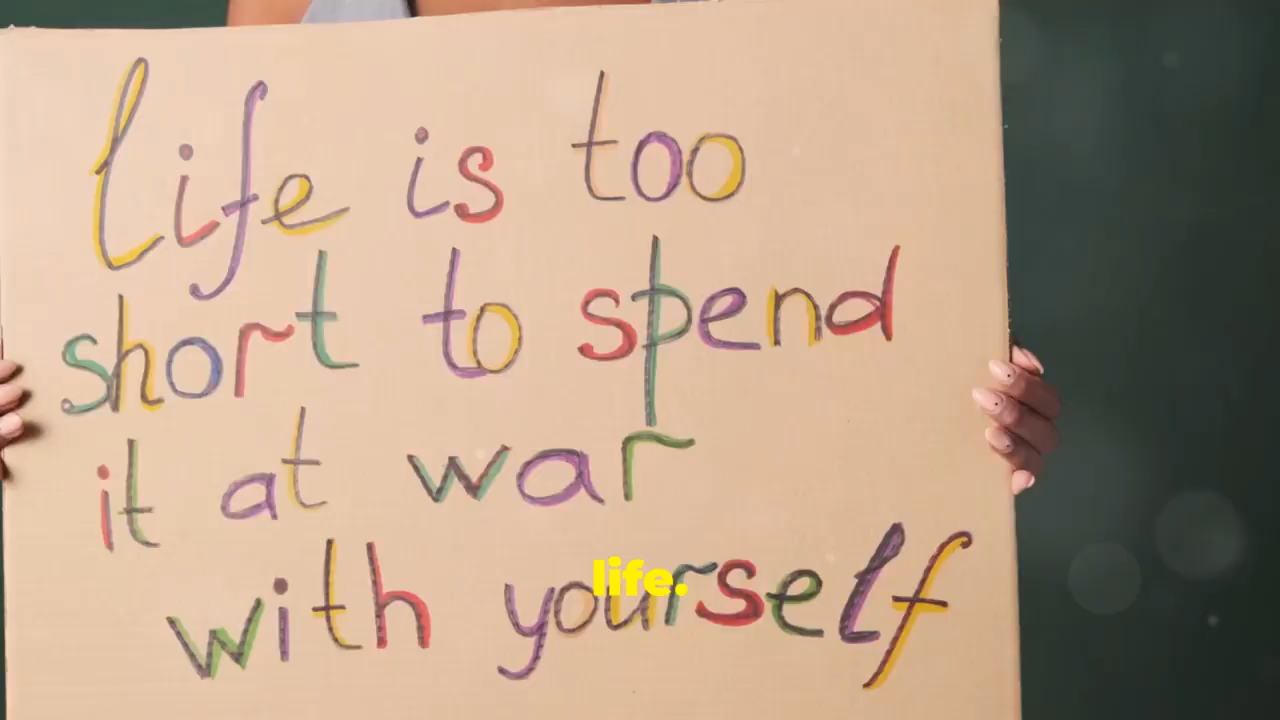 Life is too
short to spend
it at war
with yourself
life.